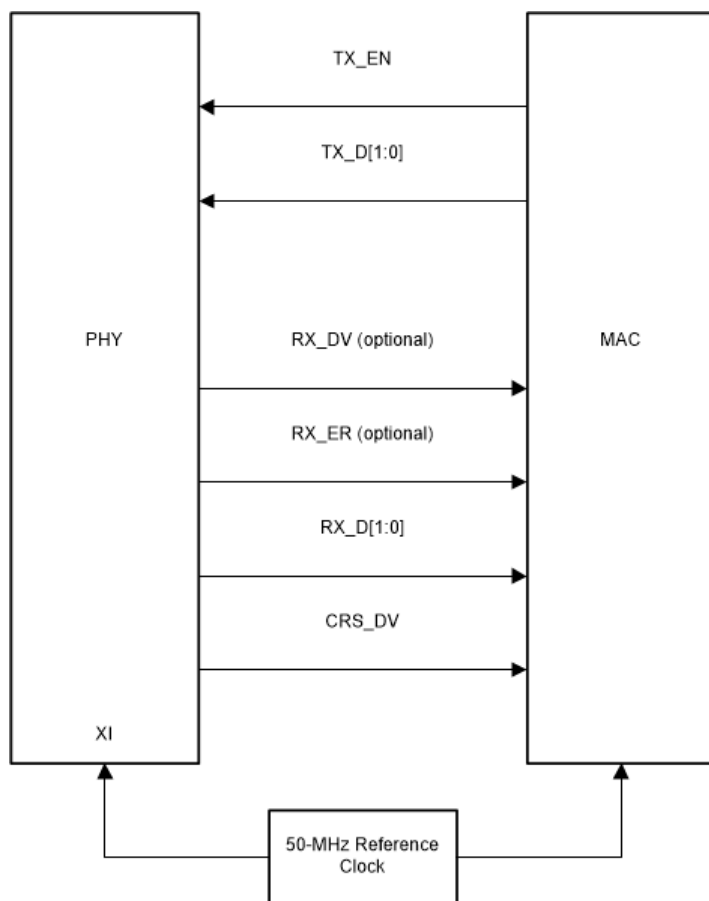 TX_EN
TX_D[1:0]
PHY
RX_DV (optional)
MAC
RX_ER (optional)
RX_D[1:0]
CRS_DV
XI
50-MHz Reference
Clock